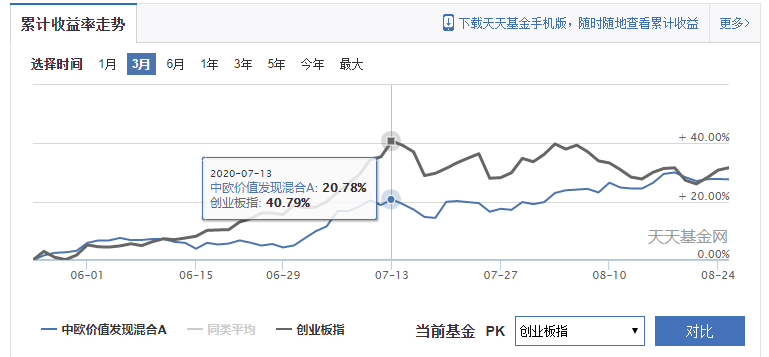 累计收益率走势
下载天天基金手机版，随时随地查看累计收益
更多>
选择时间 1月 3月 6月 1年 3年 5年 今年 最大
+ 40.00%
2020-07-13
中欧价值发现混合A: 20.78%
创业板指: 40.79%
+ 20.00%
天天基金网
0.00%
06-01 06-15 06-29 07-13 07-27 08-10 08-24
中欧价值发现混合A 同类平均 创业板指 当前基金 PK 创业板指 对比